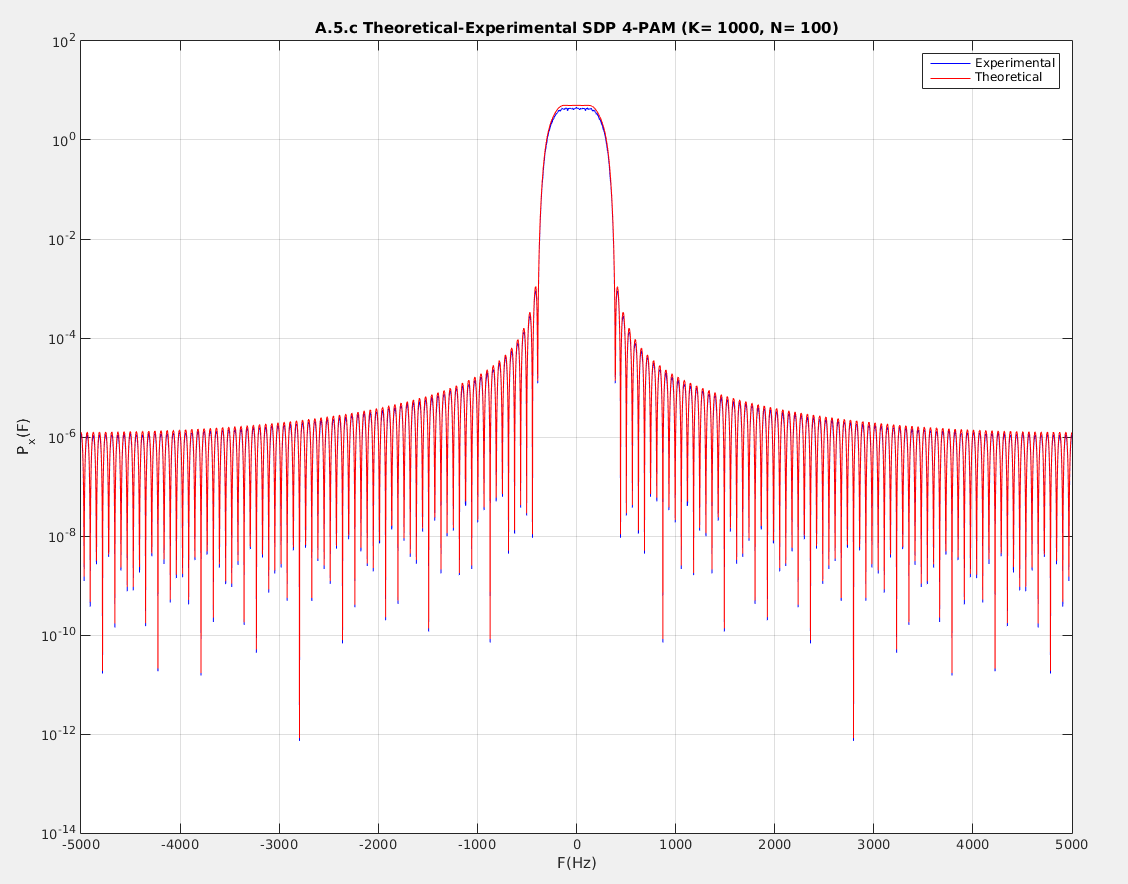 A.5.c Theoretical-Experimental SDP 4-PAM (K= 1000, N= 100)
Experimental
Theoretical
10^2
10^0
10^-2
10^-4
10^-6
10^-8
10^-10
10^-12
10^-14
P_x(F)
-5000 -4000 -3000 -2000 -1000 0 1000 2000 3000 4000 5000
F(Hz)